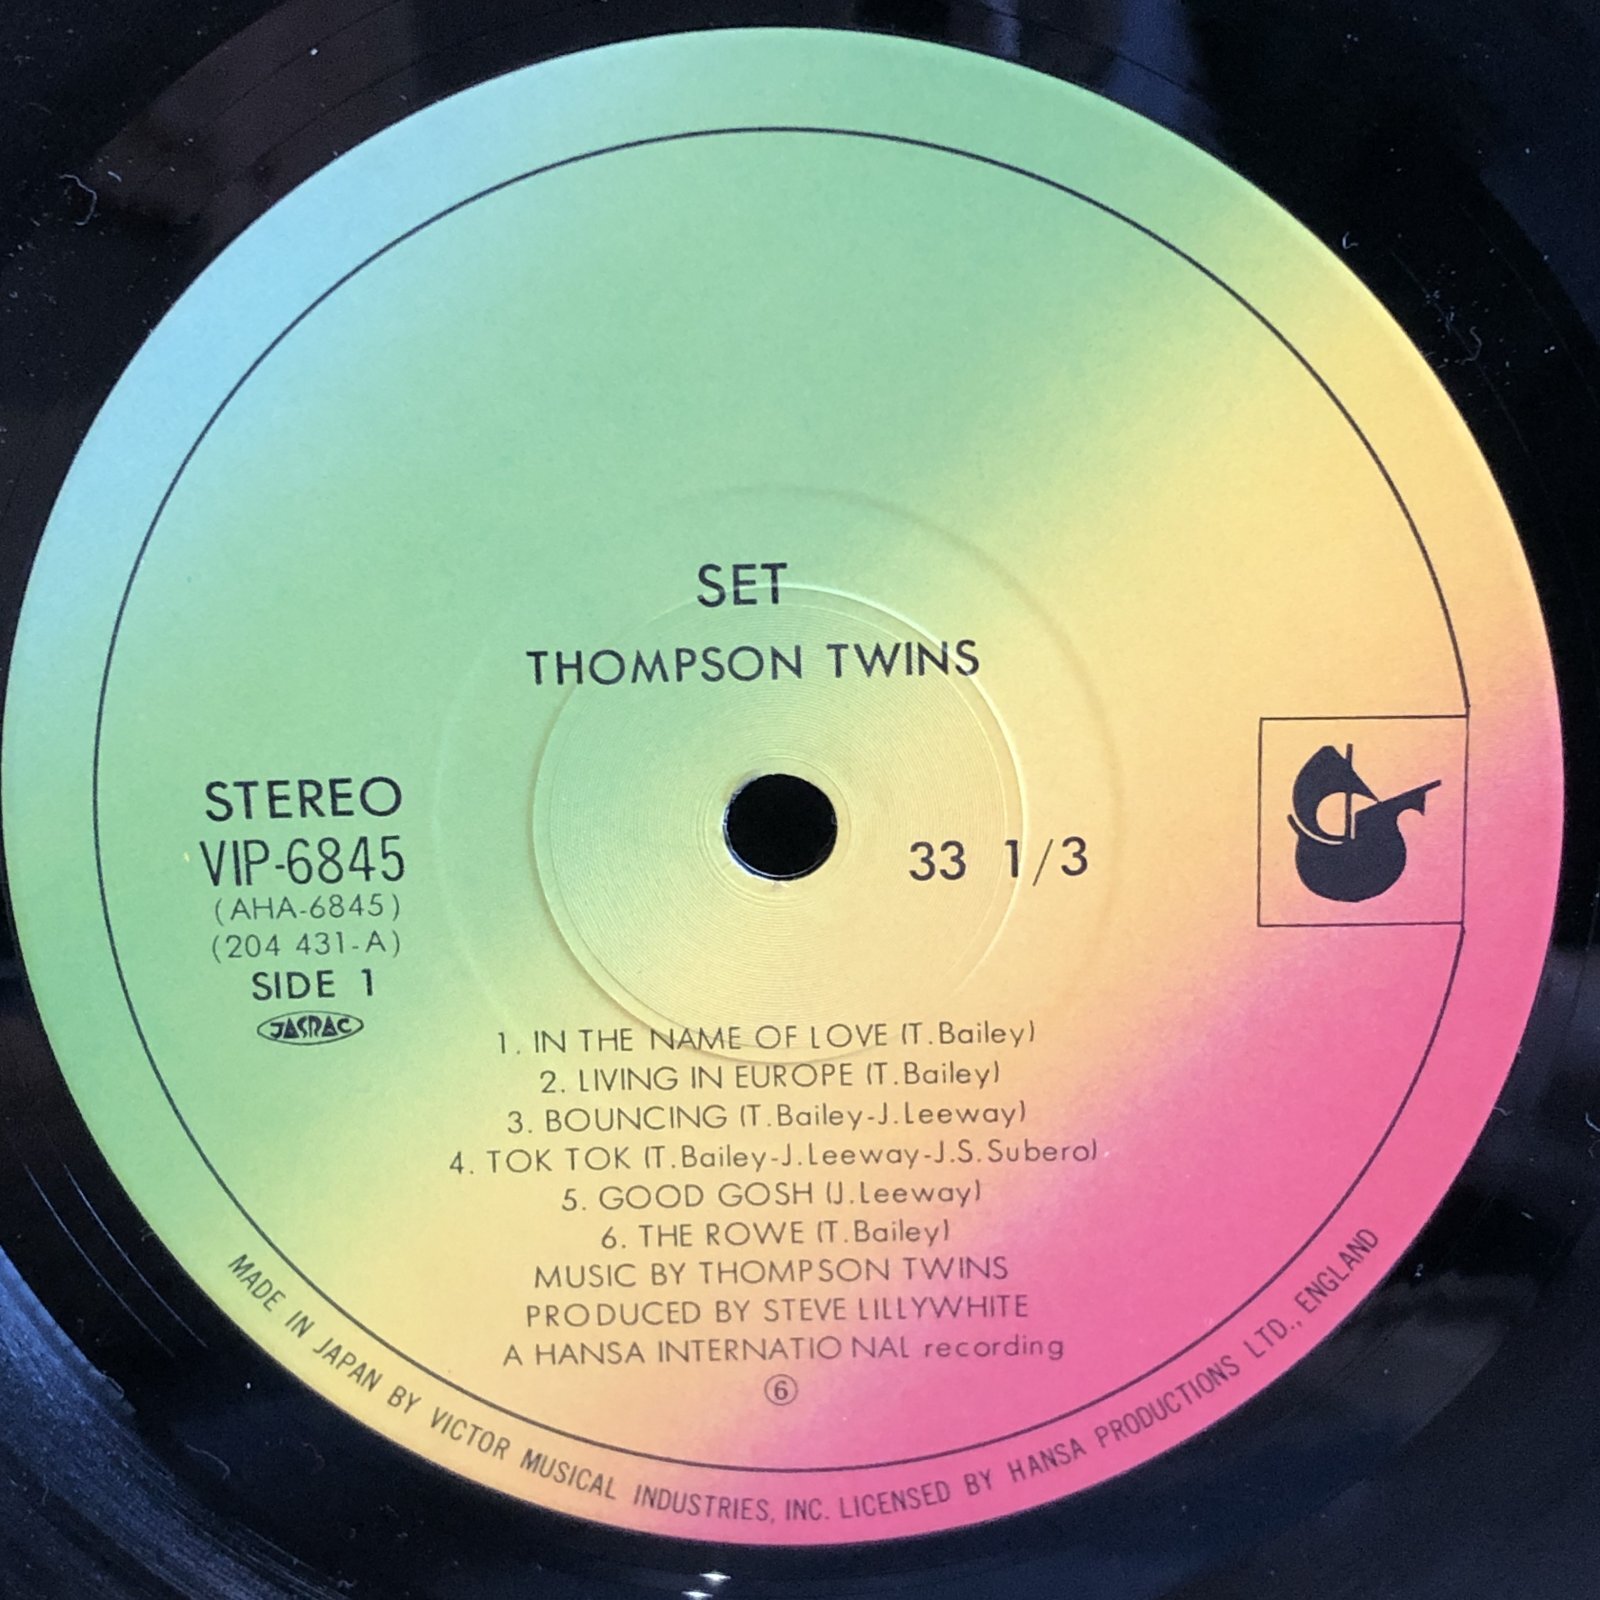 SET
THOMPSON TWINS
STEREO
VIP-6845
(AHA-6845)
(204 431-A)
SIDE 1
JASRAC
33 1/3
1. IN THE NAME OF LOVE (T.Bailey)
2. LIVING IN EUROPE (T.Bailey)
3. BOUNCING (T.Bailey-J.Leeway)
4. TOK TOK (T.Bailey-J.Leeway-J.S.Subero)
5. GOOD GOSH (J.Leeway)
6. THE ROWE (T.Bailey)
MUSIC BY THOMPSON TWINS
PRODUCED BY STEVE LILLYWHITE
A HANSA INTERNATIONAL recording
⑥
MADE IN JAPAN BY VICTOR MUSICAL INDUSTRIES, INC. LICENSED BY HANSA PRODUCTIONS LTD., ENGLAND